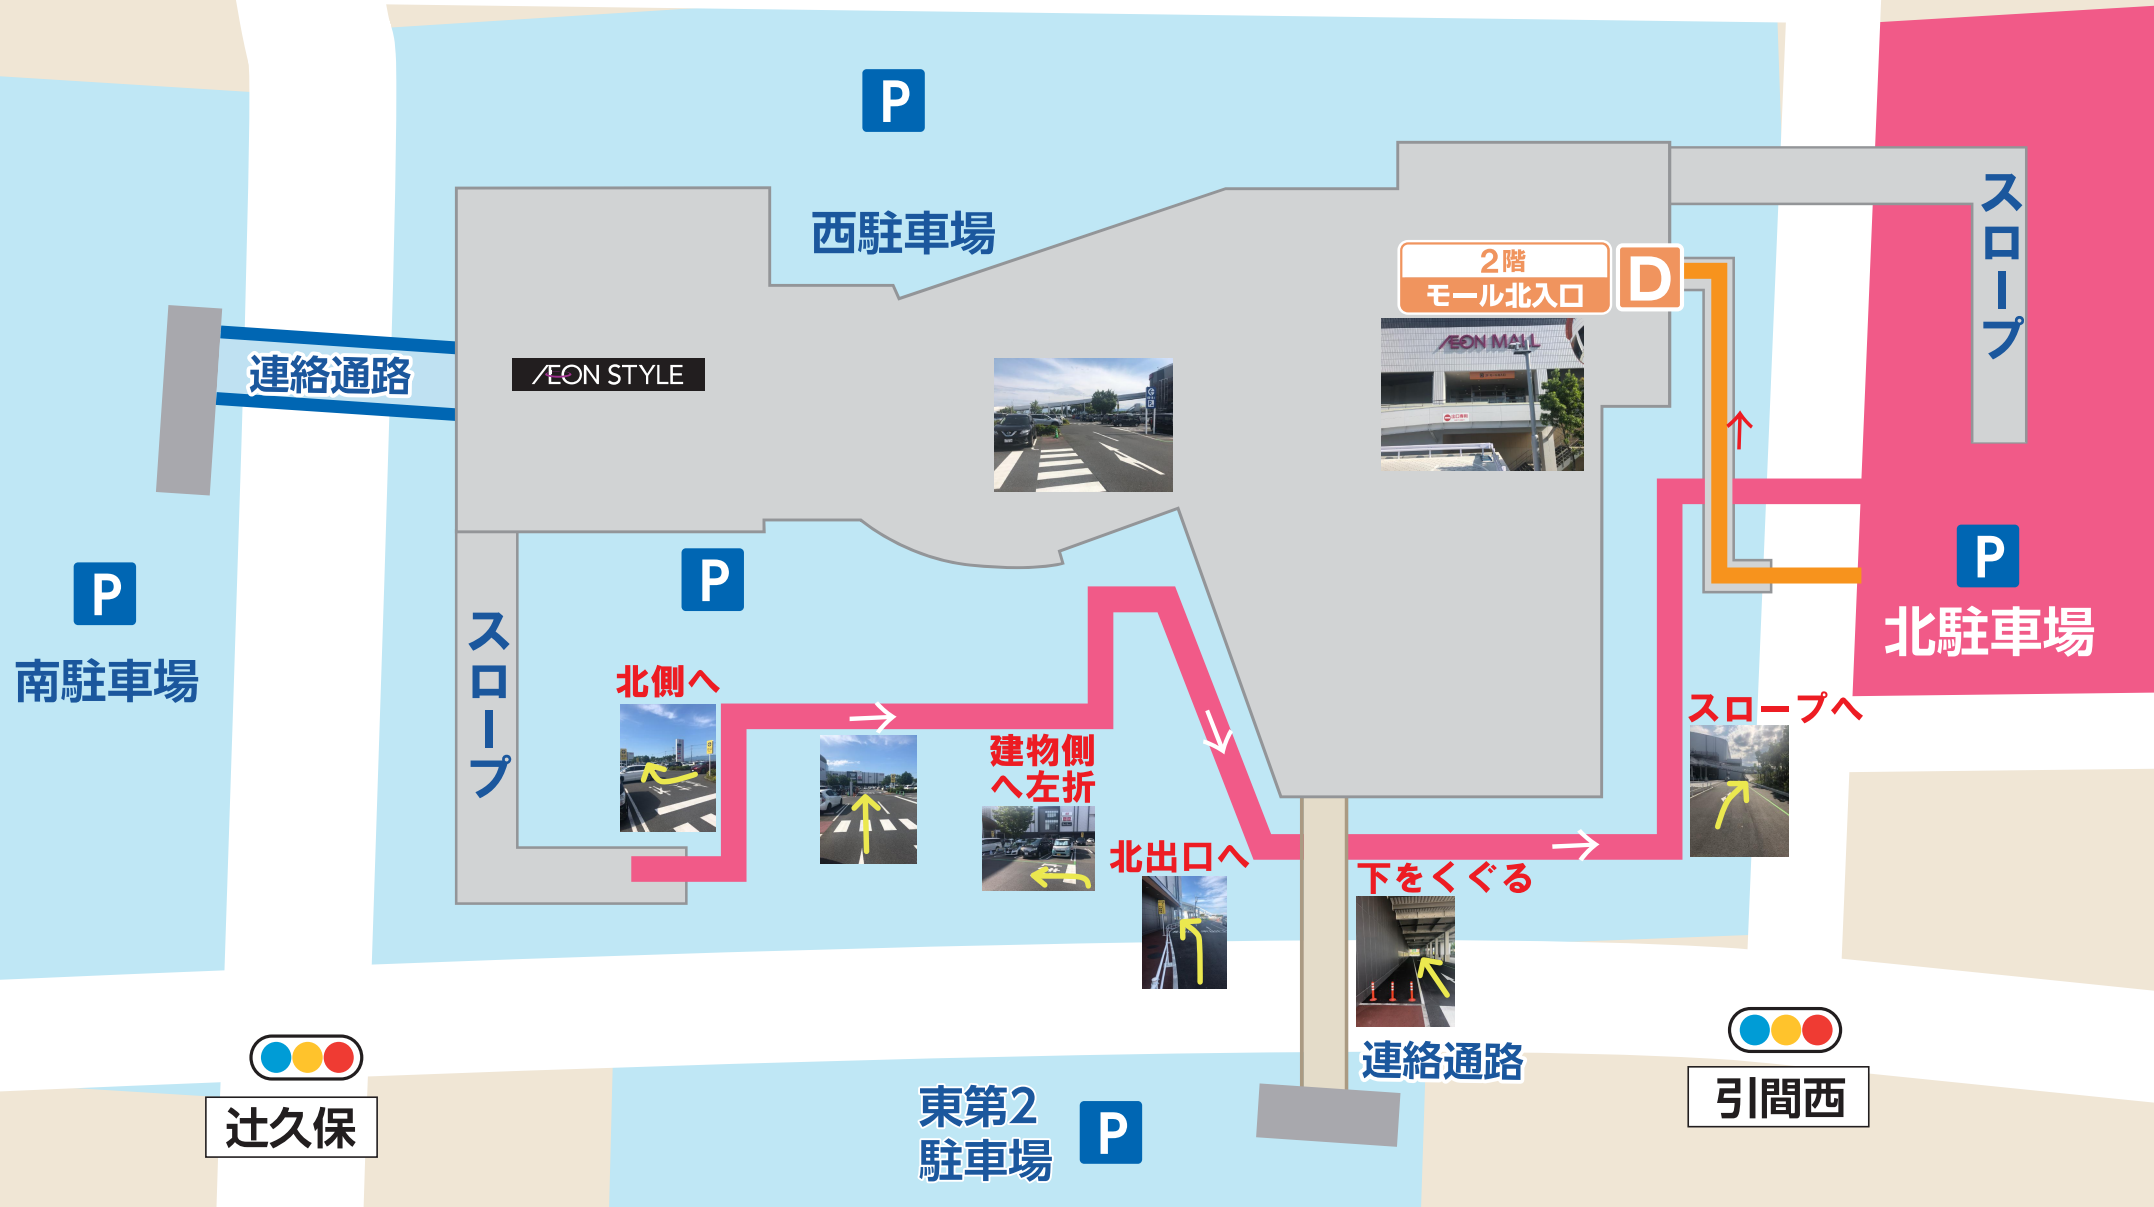 P
西駐車場
スロープ
2階
モール北入口
D
連絡通路
ÆON STYLE
ÆON MALL
P
南駐車場
P
スロープ
P
北駐車場
北側へ
スロープへ
建物側
へ左折
北出口へ
下をくぐる
連絡通路
辻久保
引間西
東第2
駐車場
P